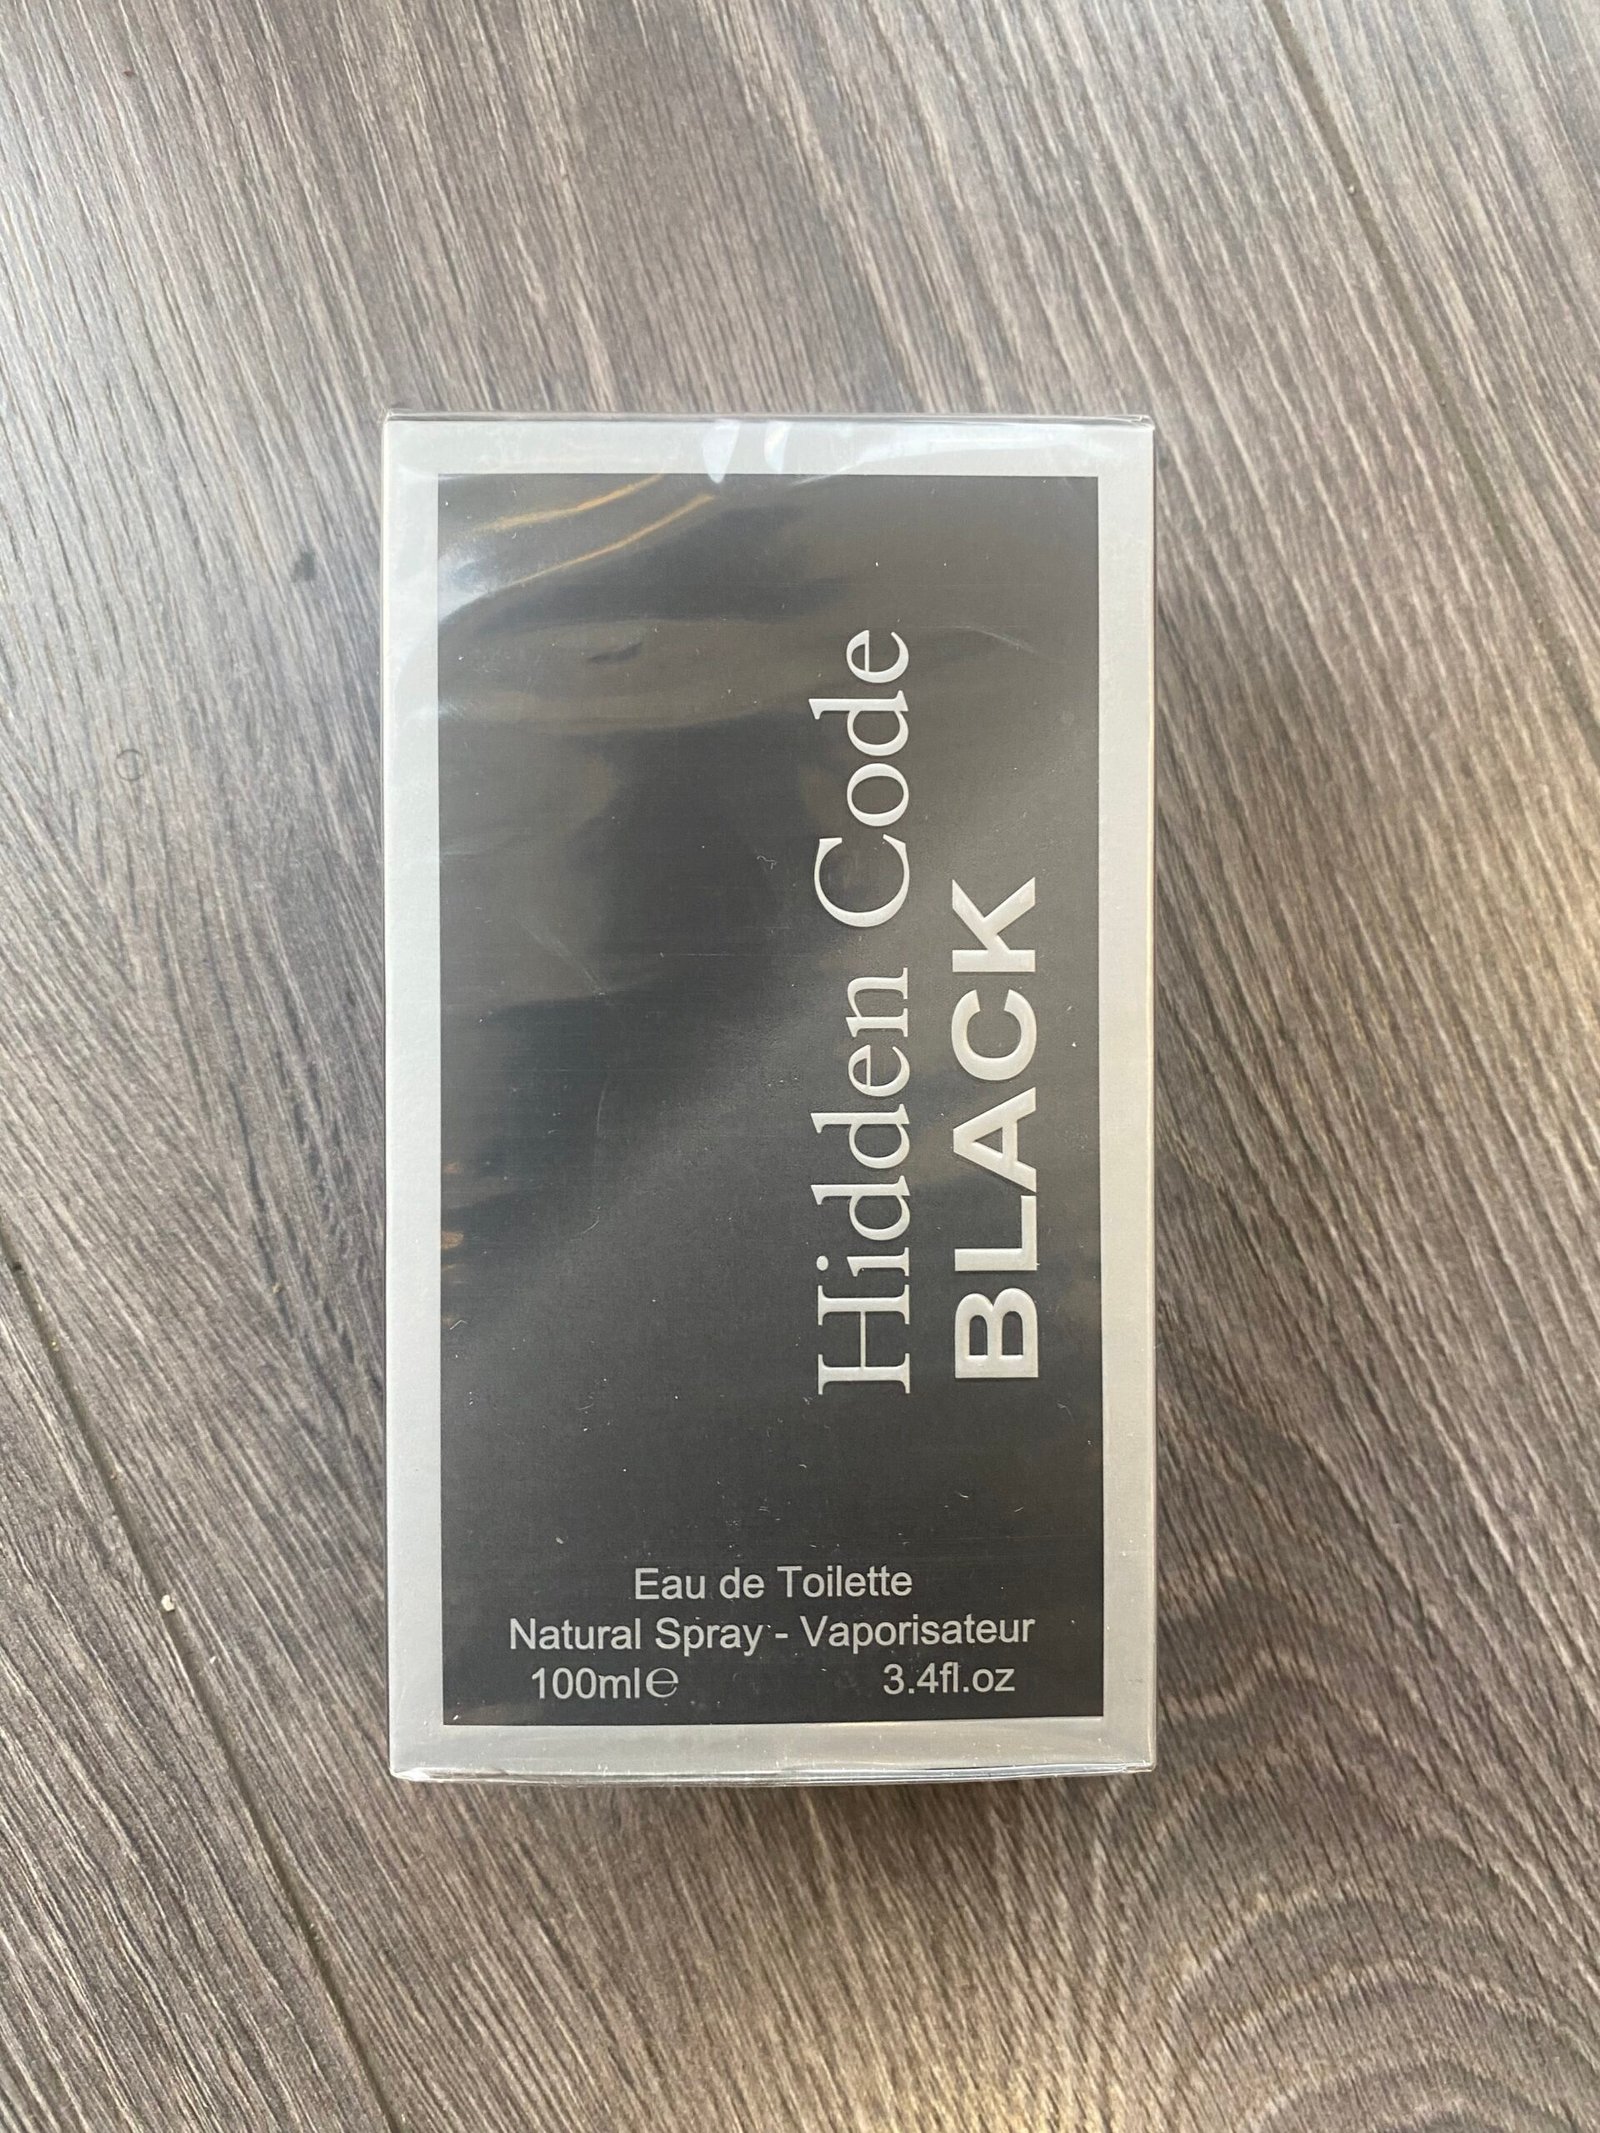 Hidden Code
BLACK
Eau de Toilette
Natural Spray - Vaporisateur
100ml℮ 3.4fl.oz